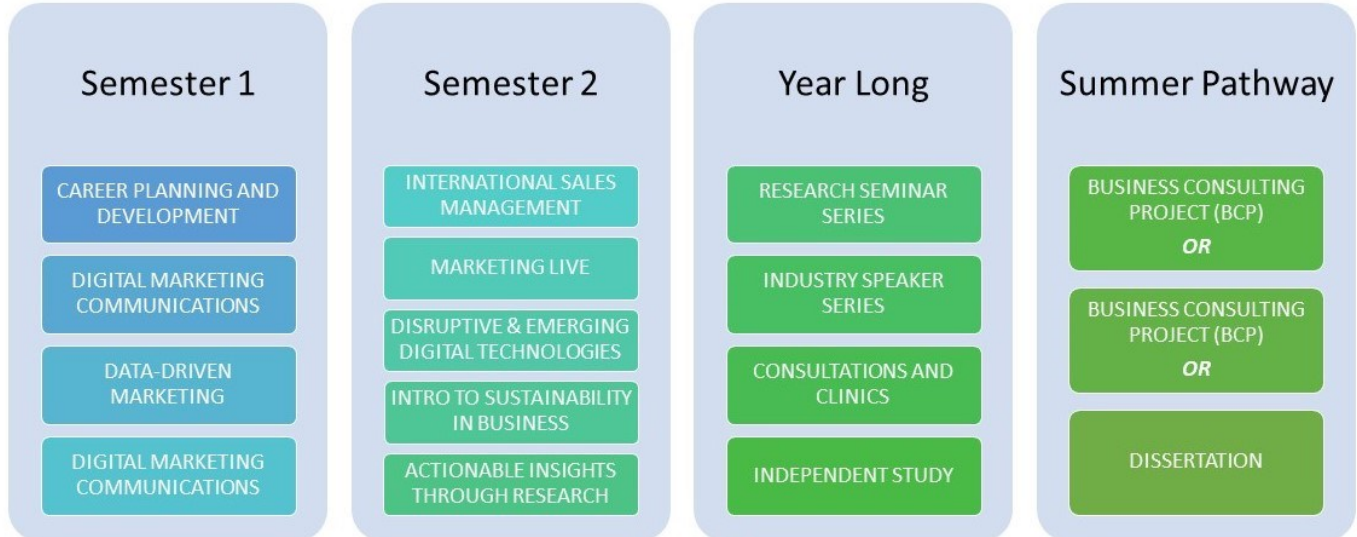 Semester 1
CAREER PLANNING AND
DEVELOPMENT
DIGITAL MARKETING
COMMUNICATIONS
DATA-DRIVEN
MARKETING
DIGITAL MARKETING
COMMUNICATIONS
Semester 2
INTERNATIONAL SALES
MANAGEMENT
MARKETING LIVE
DISRUPTIVE & EMERGING
DIGITAL TECHNOLOGIES
INTRO TO SUSTAINABILITY
IN BUSINESS
ACTIONABLE INSIGHTS
THROUGH RESEARCH
Year Long
RESEARCH SEMINAR
SERIES
INDUSTRY SPEAKER
SERIES
CONSULTATIONS AND
CLINICS
INDEPENDENT STUDY
Summer Pathway
BUSINESS CONSULTING
PROJECT (BCP)
OR
BUSINESS CONSULTING
PROJECT (BCP)
OR
DISSERTATION